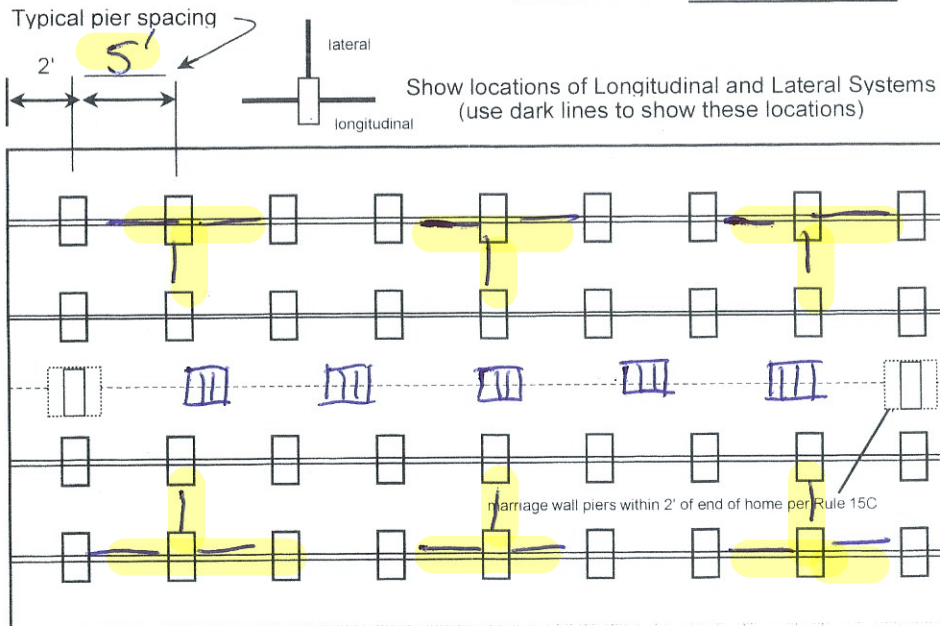 Typical pier spacing
2'
5'
lateral
longitudinal
Show locations of Longitudinal and Lateral Systems
(use dark lines to show these locations)
marriage wall piers within 2' of end of home per Rule 15C